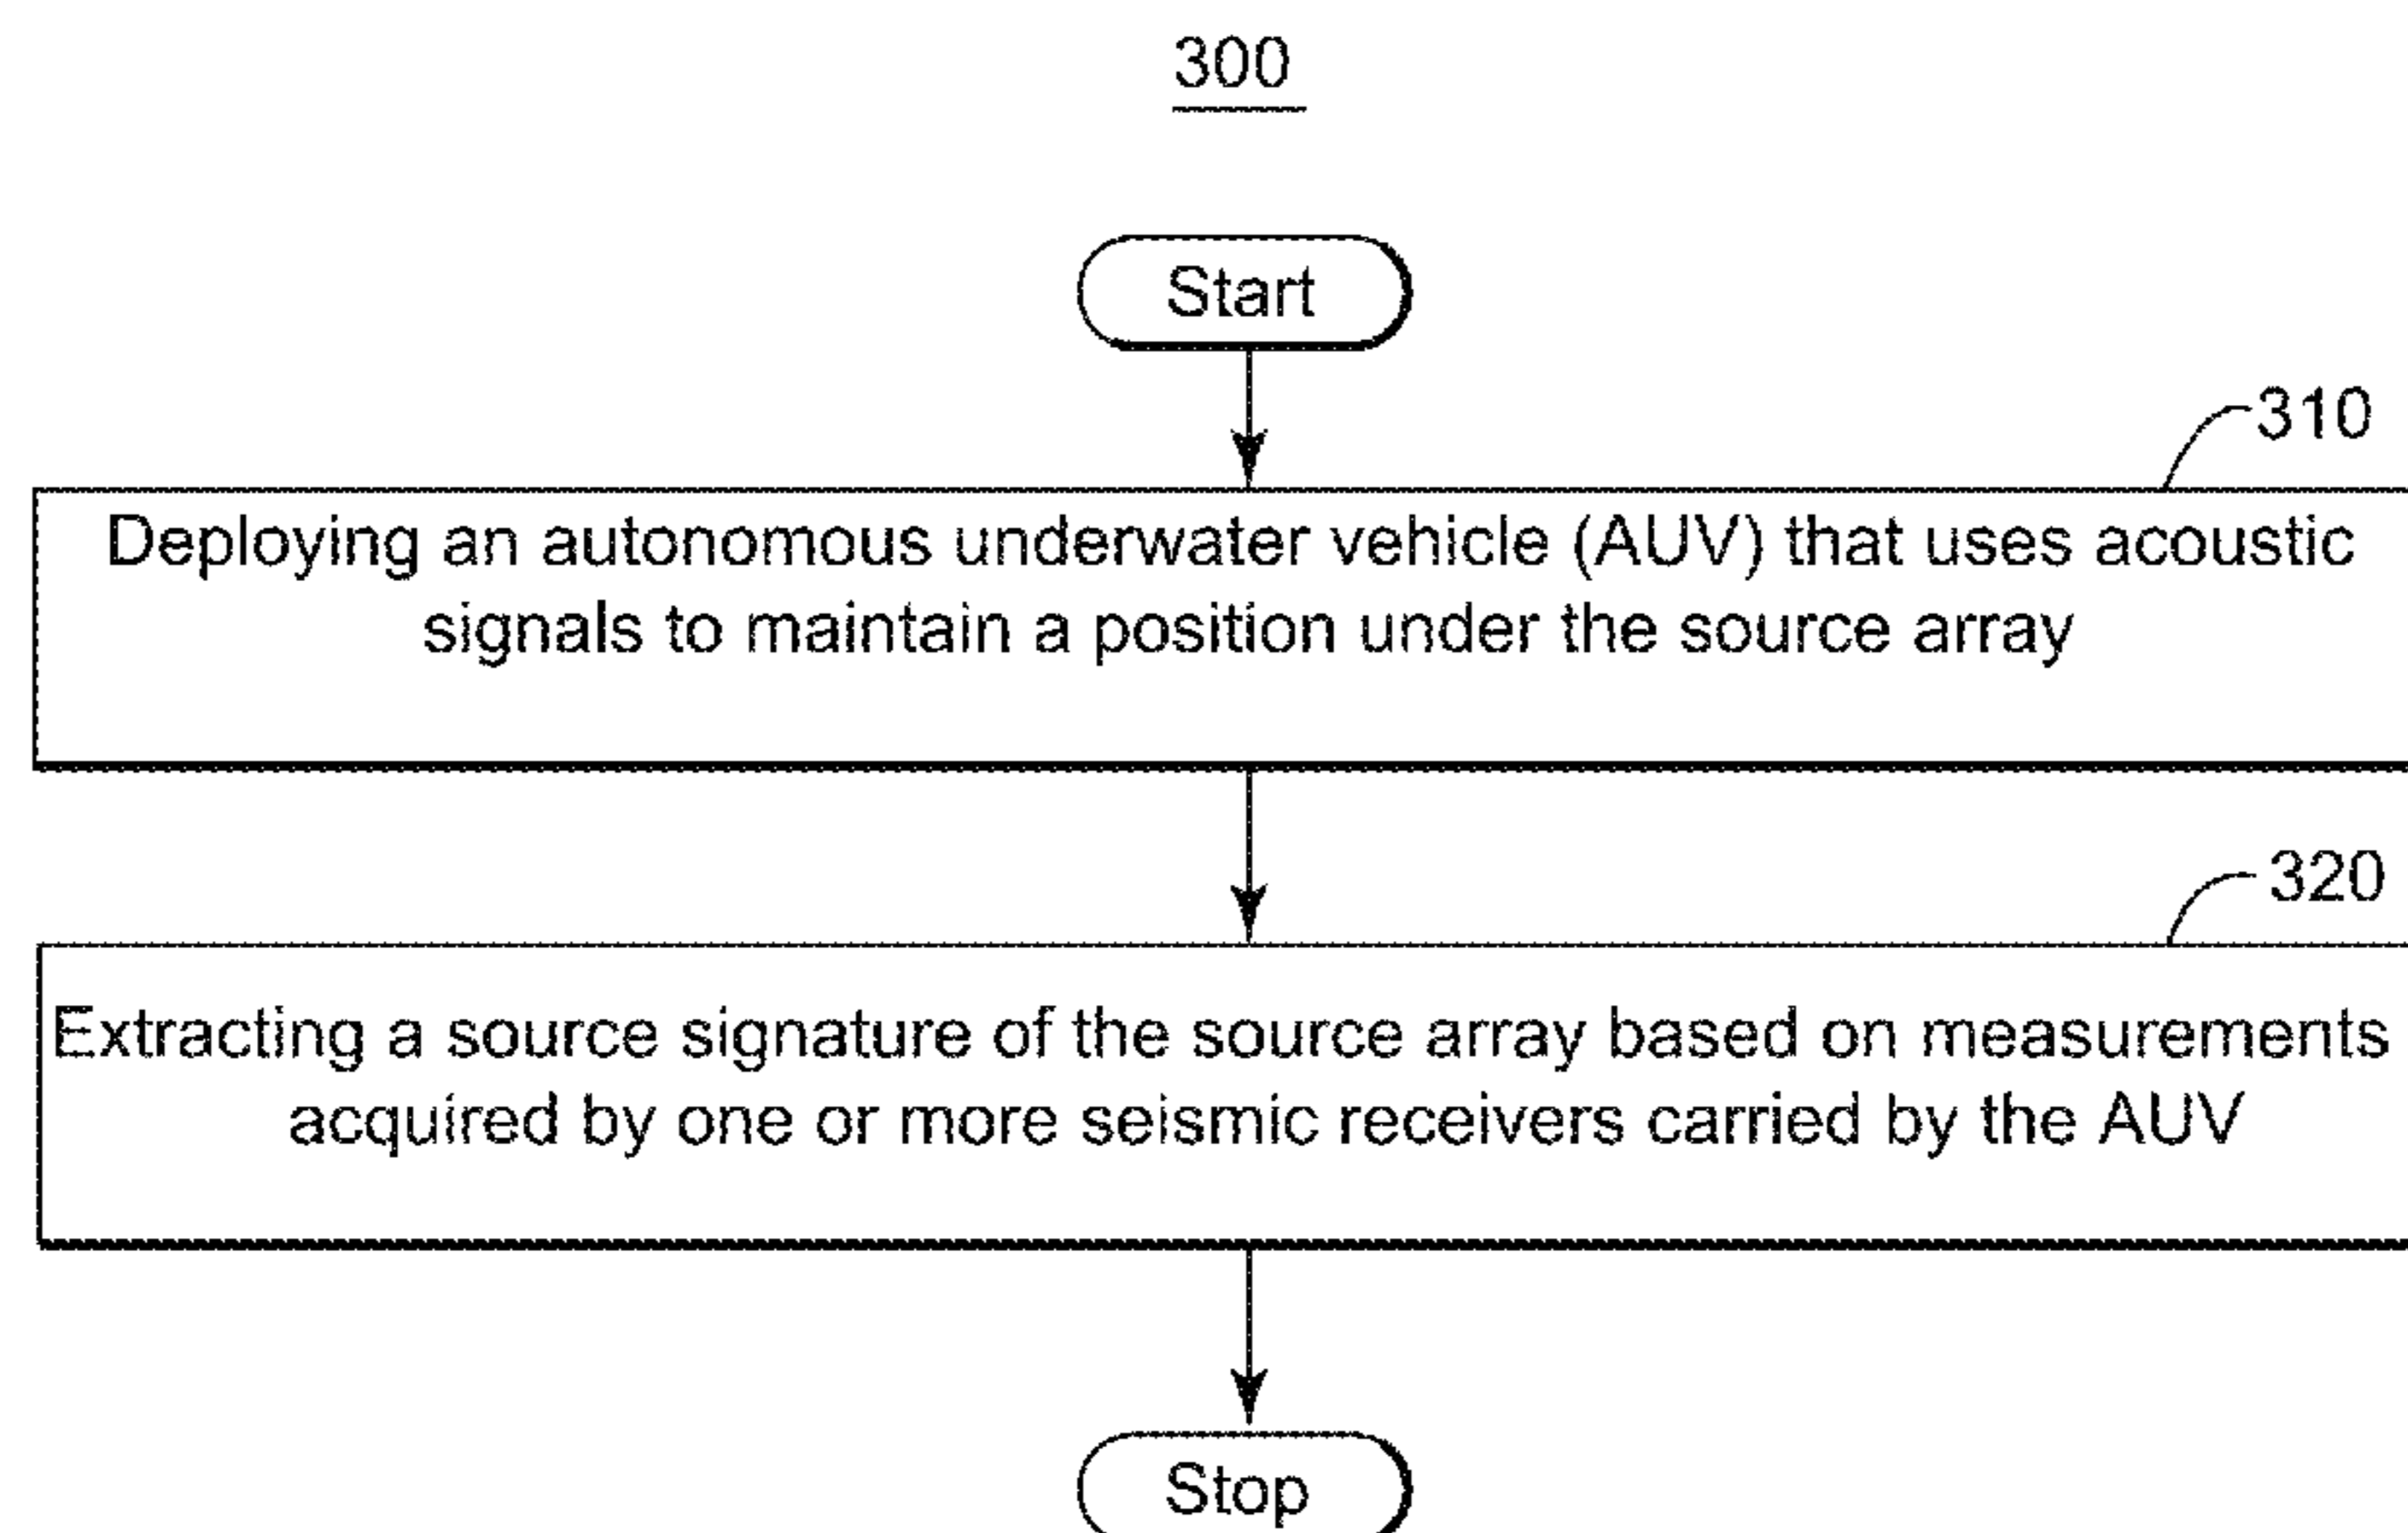 300
Start
310
Deploying an autonomous underwater vehicle (AUV) that uses acoustic
signals to maintain a position under the source array
320
Extracting a source signature of the source array based on measurements
acquired by one or more seismic receivers carried by the AUV
Stop